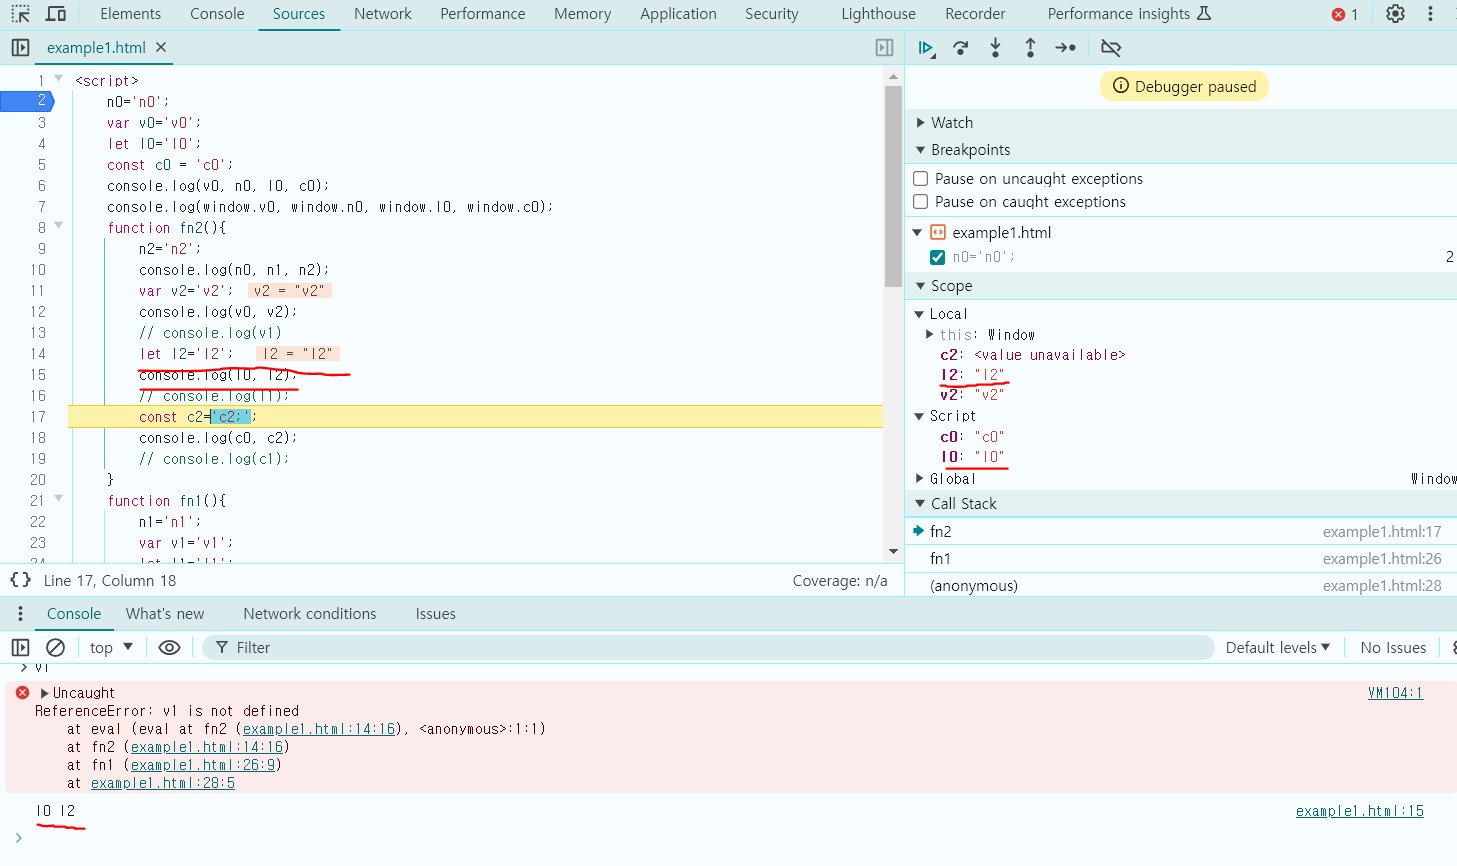 Elements Console Sources Network Performance Memory Application Security Lighthouse Recorder Performance insights 1
example1.html
Debugger paused
1 <script>
2 n0='n0';
3 var v0='v0';
4 let l0='l0';
5 const c0 = 'c0';
6 console.log(v0, n0, l0, c0);
7 console.log(window.v0, window.n0, window.l0, window.c0);
8 function fn2(){
9 n2='n2';
10 console.log(n0, n1, n2);
11 var v2='v2'; v2 = "v2"
12 console.log(v0, v2);
13 // console.log(v1)
14 let l2='l2'; l2 = "l2"
15 console.log(l0, l2);
16 // console.log(l1);
17 const c2='c2;';
18 console.log(c0, c2);
19 // console.log(c1);
20 }
21 function fn1(){
22 n1='n1';
23 var v1='v1';
24 let l1='l1';
Line 17, Column 18 Coverage: n/a
Watch
Breakpoints
Pause on uncaught exceptions
Pause on caught exceptions
example1.html
n0='n0'; 2
Scope
Local
this: Window
c2: <value unavailable>
l2: "l2"
v2: "v2"
Script
c0: "c0"
l0: "l0"
Global Window
Call Stack
fn2 example1.html:17
fn1 example1.html:26
(anonymous) example1.html:28
Console What's new Network conditions Issues
top Filter Default levels No Issues
> v1
Uncaught VM104:1
ReferenceError: v1 is not defined
at eval (eval at fn2 (example1.html:14:16), <anonymous>:1:1)
at fn2 (example1.html:14:16)
at fn1 (example1.html:26:9)
at example1.html:28:5
l0 l2 example1.html:15
>